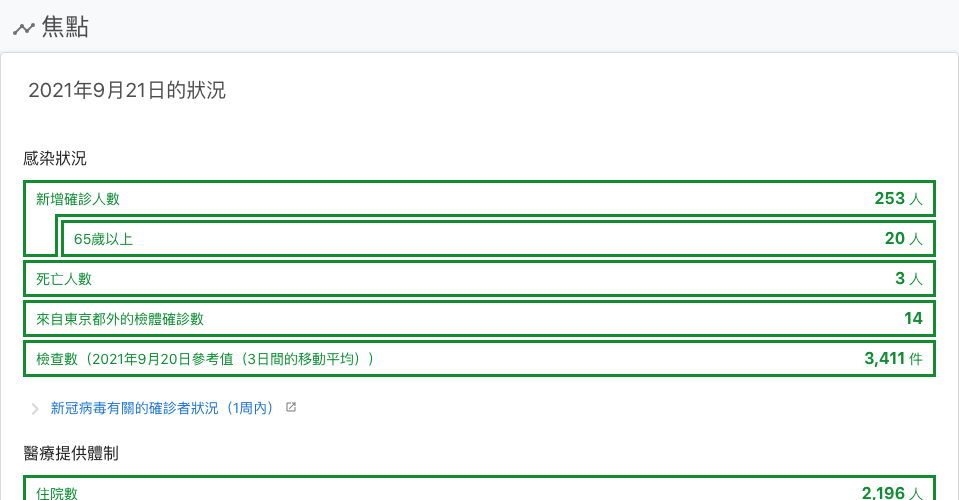 焦點
2021年9月21日的狀況
感染狀況
新增確診人數 253 人
65歲以上 20 人
死亡人數 3 人
來自東京都外的檢體確診數 14
檢查數（2021年9月20日參考值（3日間的移動平均）） 3,411 件
新冠病毒有關的確診者狀況（1周內）
醫療提供體制
住院數 2,196 人